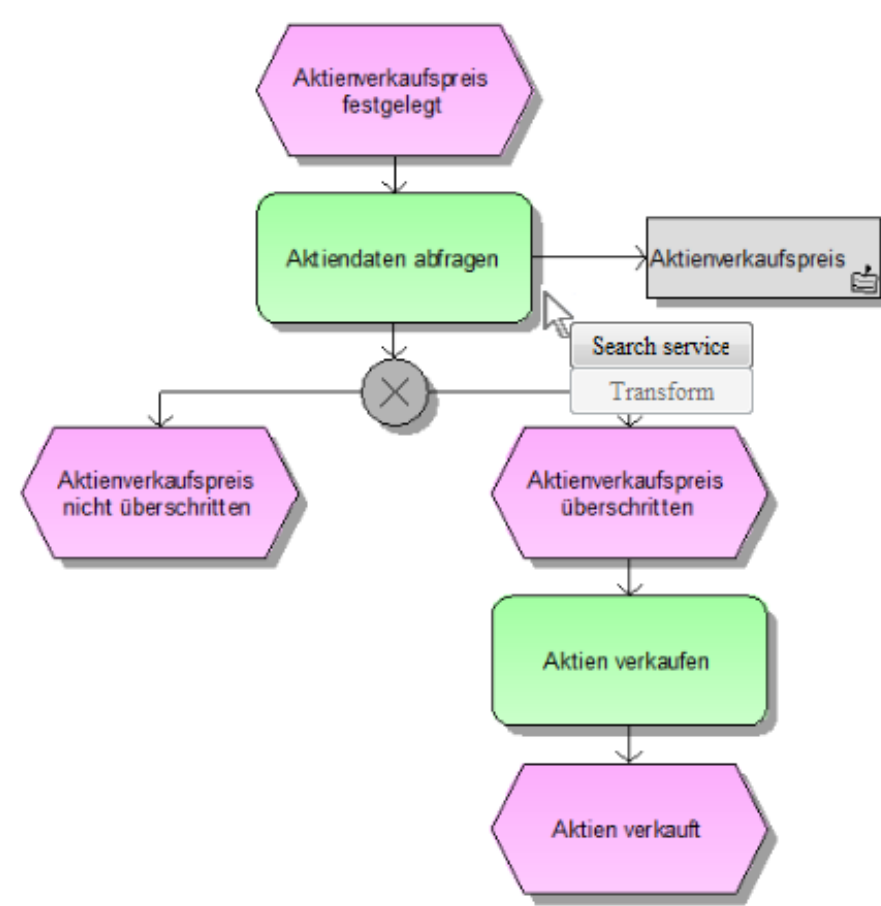 Aktienverkaufspreis
festgelegt
Aktiendaten abfragen
Aktienverkaufspreis
Search service
Transform
Aktienverkaufspreis
nicht überschritten
Aktienverkaufspreis
überschritten
Aktien verkaufen
Aktien verkauft